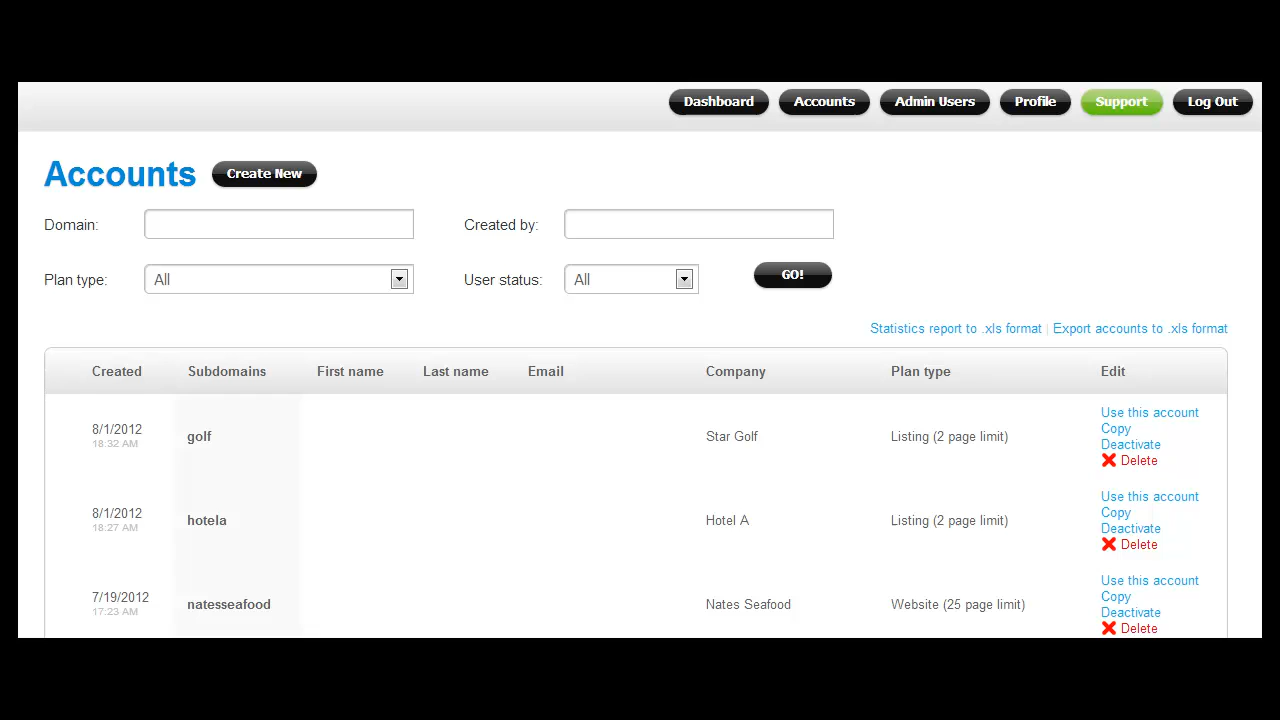 Dashboard Accounts Admin Users Profile Support Log Out
Accounts Create New
Domain: Created by:
Plan type: All User status: All GO!
Statistics report to .xls format | Export accounts to .xls format
Created Subdomains First name Last name Email Company Plan type Edit
8/1/2012
18:32 AM
golf
Star Golf
Listing (2 page limit)
Use this account
Copy
Deactivate
Delete
8/1/2012
18:27 AM
hotela
Hotel A
Listing (2 page limit)
Use this account
Copy
Deactivate
Delete
7/19/2012
17:23 AM
natesseafood
Nates Seafood
Website (25 page limit)
Use this account
Copy
Deactivate
Delete